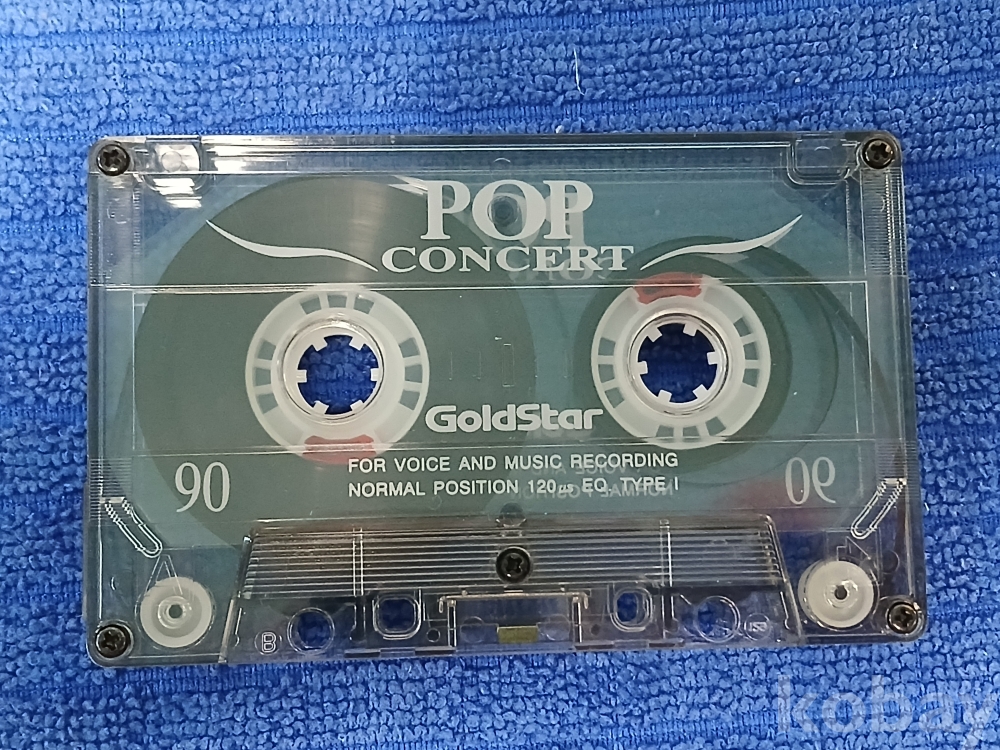 POP
CONCERT
GoldStar
90
90
FOR VOICE AND MUSIC RECORDING
NORMAL POSITION 120µs EQ. TYPE I
B
kobay